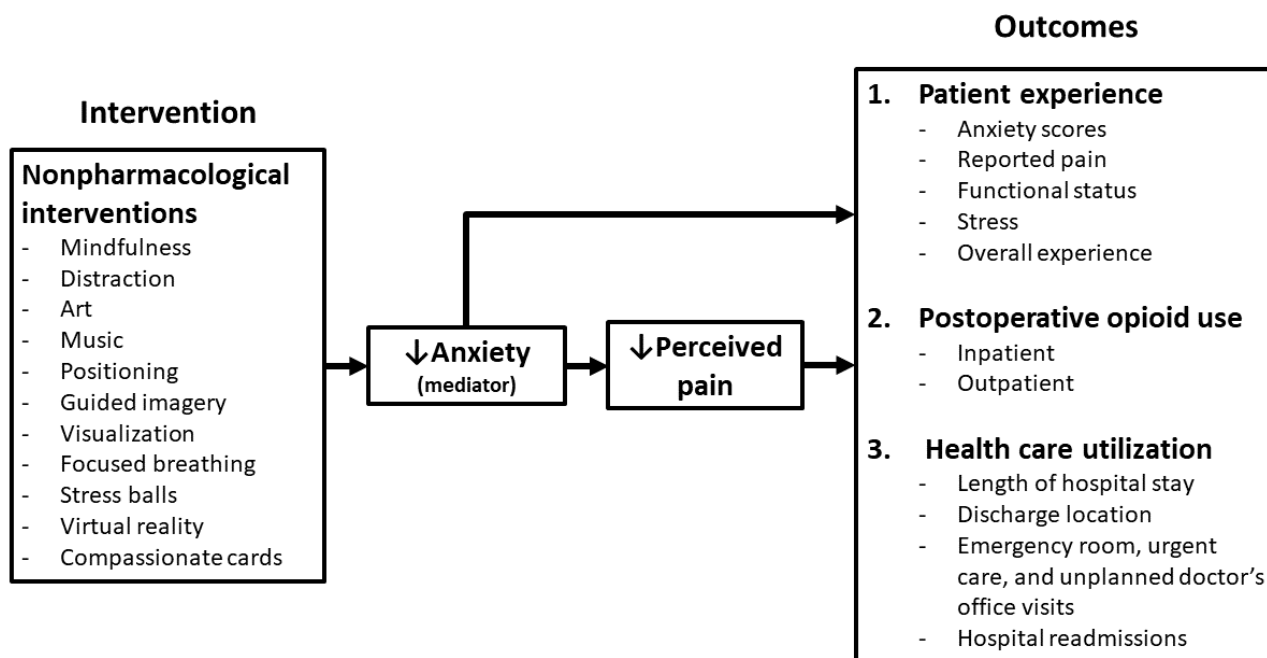 Intervention
Nonpharmacological
interventions
- Mindfulness
- Distraction
- Art
- Music
- Positioning
- Guided imagery
- Visualization
- Focused breathing
- Stress balls
- Virtual reality
- Compassionate cards
↓Anxiety
(mediator)
↓Perceived
pain
Outcomes
1. Patient experience
- Anxiety scores
- Reported pain
- Functional status
- Stress
- Overall experience
2. Postoperative opioid use
- Inpatient
- Outpatient
3. Health care utilization
- Length of hospital stay
- Discharge location
- Emergency room, urgent
care, and unplanned doctor's
office visits
- Hospital readmissions